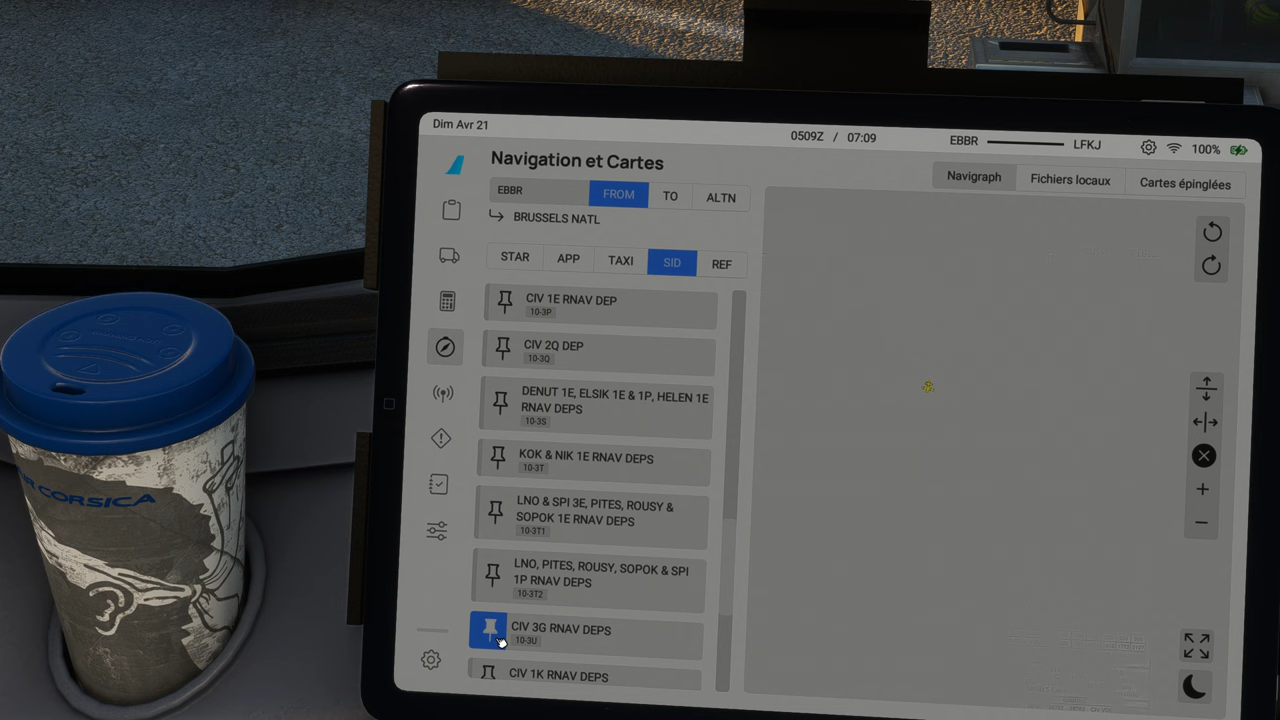 Dim Avr 21
0509Z / 07:09
EBBR
LFKJ
100%
Navigation et Cartes
Navigraph
Fichiers locaux
Cartes épinglées
EBBR
FROM
TO
ALTN
BRUSSELS NATL
STAR
APP
TAXI
SID
REF
CIV 1E RNAV DEP
10-3P
CIV 2Q DEP
10-3Q
DENUT 1E, ELSIK 1E & 1P, HELEN 1E
RNAV DEPS
10-3S
KOK & NIK 1E RNAV DEPS
10-3T
LNO & SPI 3E, PITES, ROUSY &
SOPOK 1E RNAV DEPS
10-3T1
LNO, PITES, ROUSY, SOPOK & SPI
1P RNAV DEPS
10-3T2
CIV 3G RNAV DEPS
10-3U
CIV 1K RNAV DEPS
CORSICA